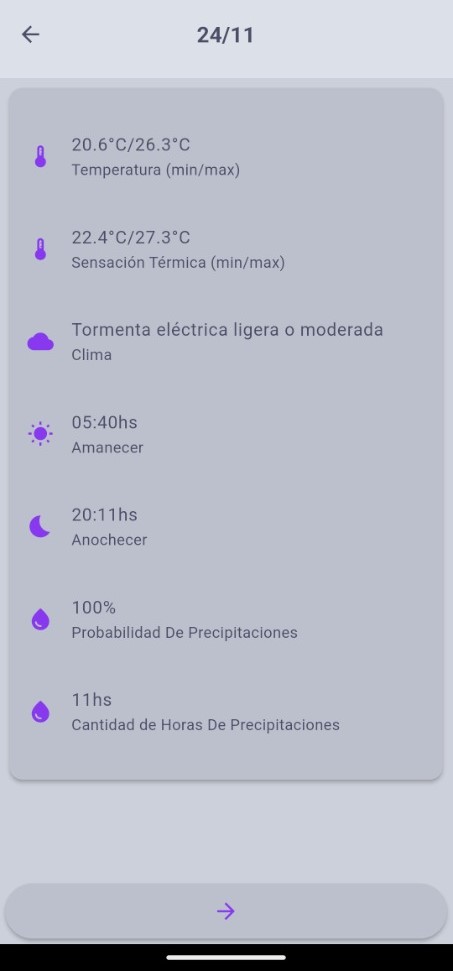 24/11
20.6°C/26.3°C
Temperatura (min/max)
22.4°C/27.3°C
Sensación Térmica (min/max)
Tormenta eléctrica ligera o moderada
Clima
05:40hs
Amanecer
20:11hs
Anochecer
100%
Probabilidad De Precipitaciones
11hs
Cantidad de Horas De Precipitaciones